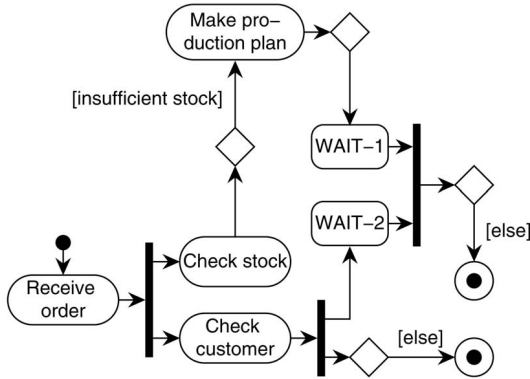 Make pro-
duction plan
[insufficient stock]
WAIT-1
WAIT-2
[else]
Check stock
Receive
order
Check
customer
[else]